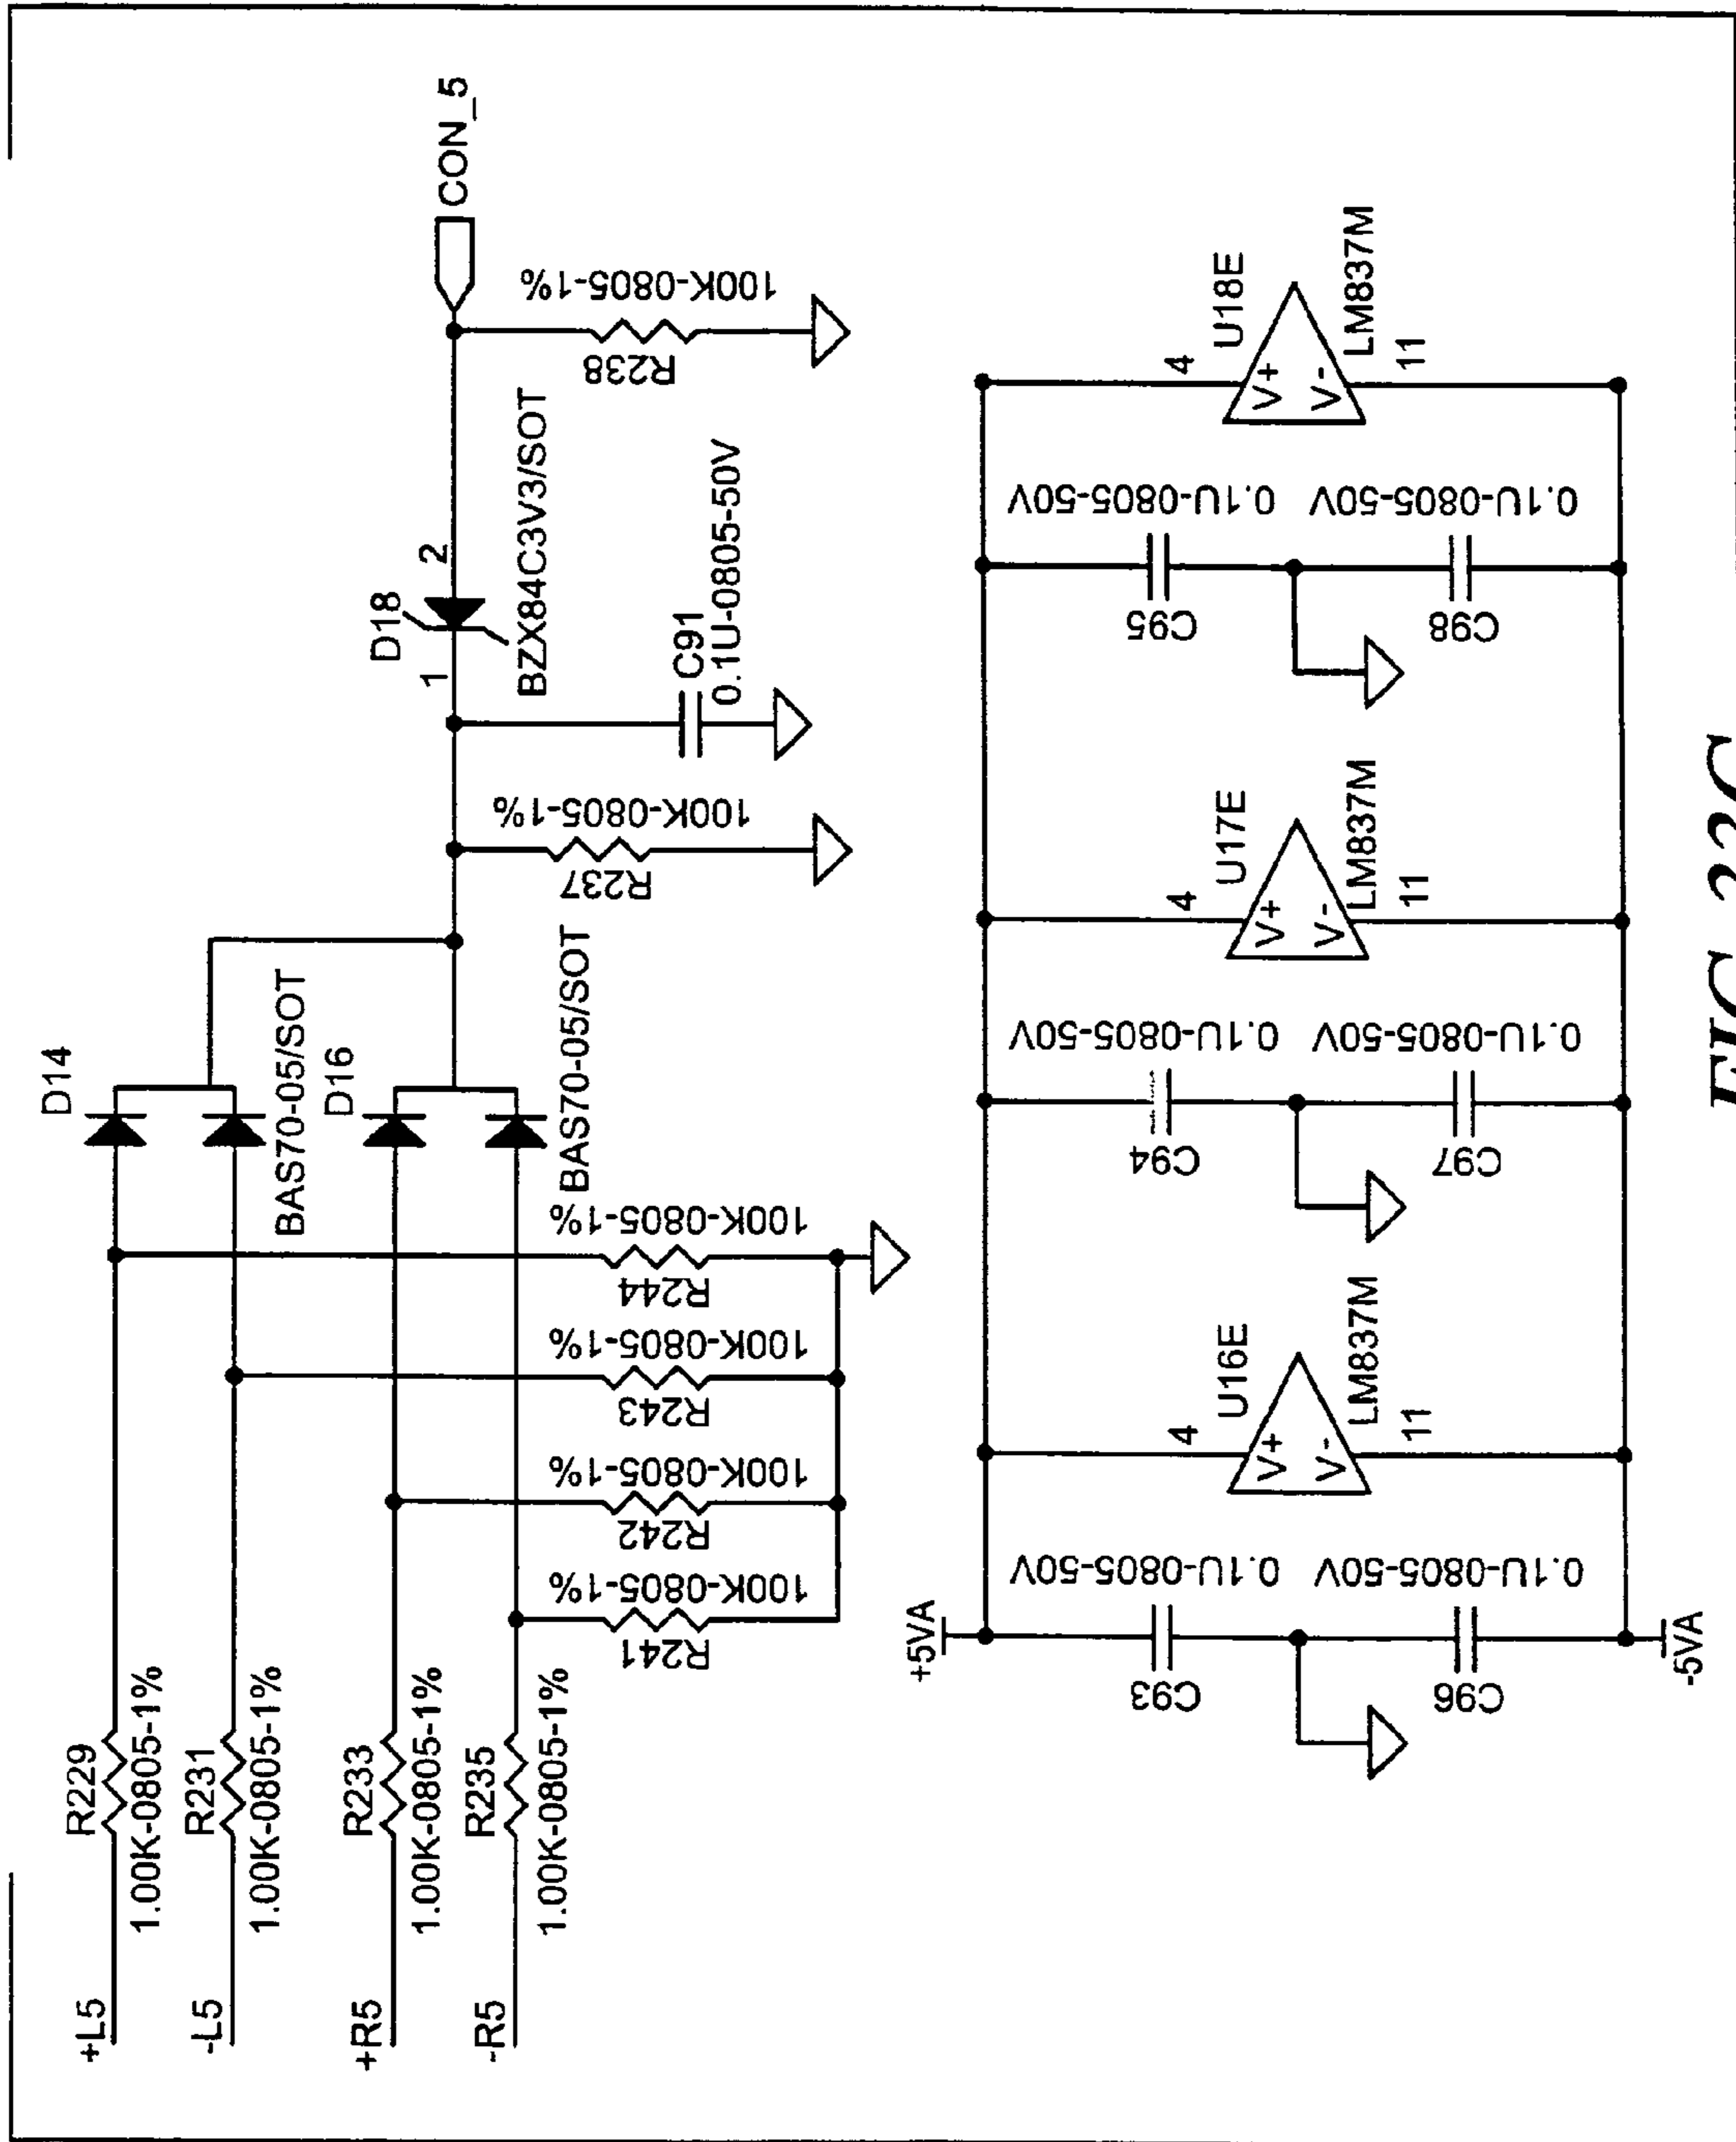 +L5
R229
1.00K-0805-1%
-L5
R231
1.00K-0805-1%
+R5
R233
1.00K-0805-1%
-R5
R235
1.00K-0805-1%
R241
100K-0805-1%
R242
100K-0805-1%
R243
100K-0805-1%
R244
100K-0805-1%
D14
BAS70-05/SOT
D16
BAS70-05/SOT
R237
100K-0805-1%
C91
0.1U-0805-50V
D18
1
2
BZX84C3V3/SOT
R238
100K-0805-1%
CON_5
+5VA
-5VA
C93
0.1U-0805-50V
C96
0.1U-0805-50V
U16E
4
V+
V-
11
LM837M
C94
0.1U-0805-50V
C97
0.1U-0805-50V
U17E
4
V+
V-
11
LM837M
C95
0.1U-0805-50V
C98
0.1U-0805-50V
U18E
4
V+
V-
11
LM837M